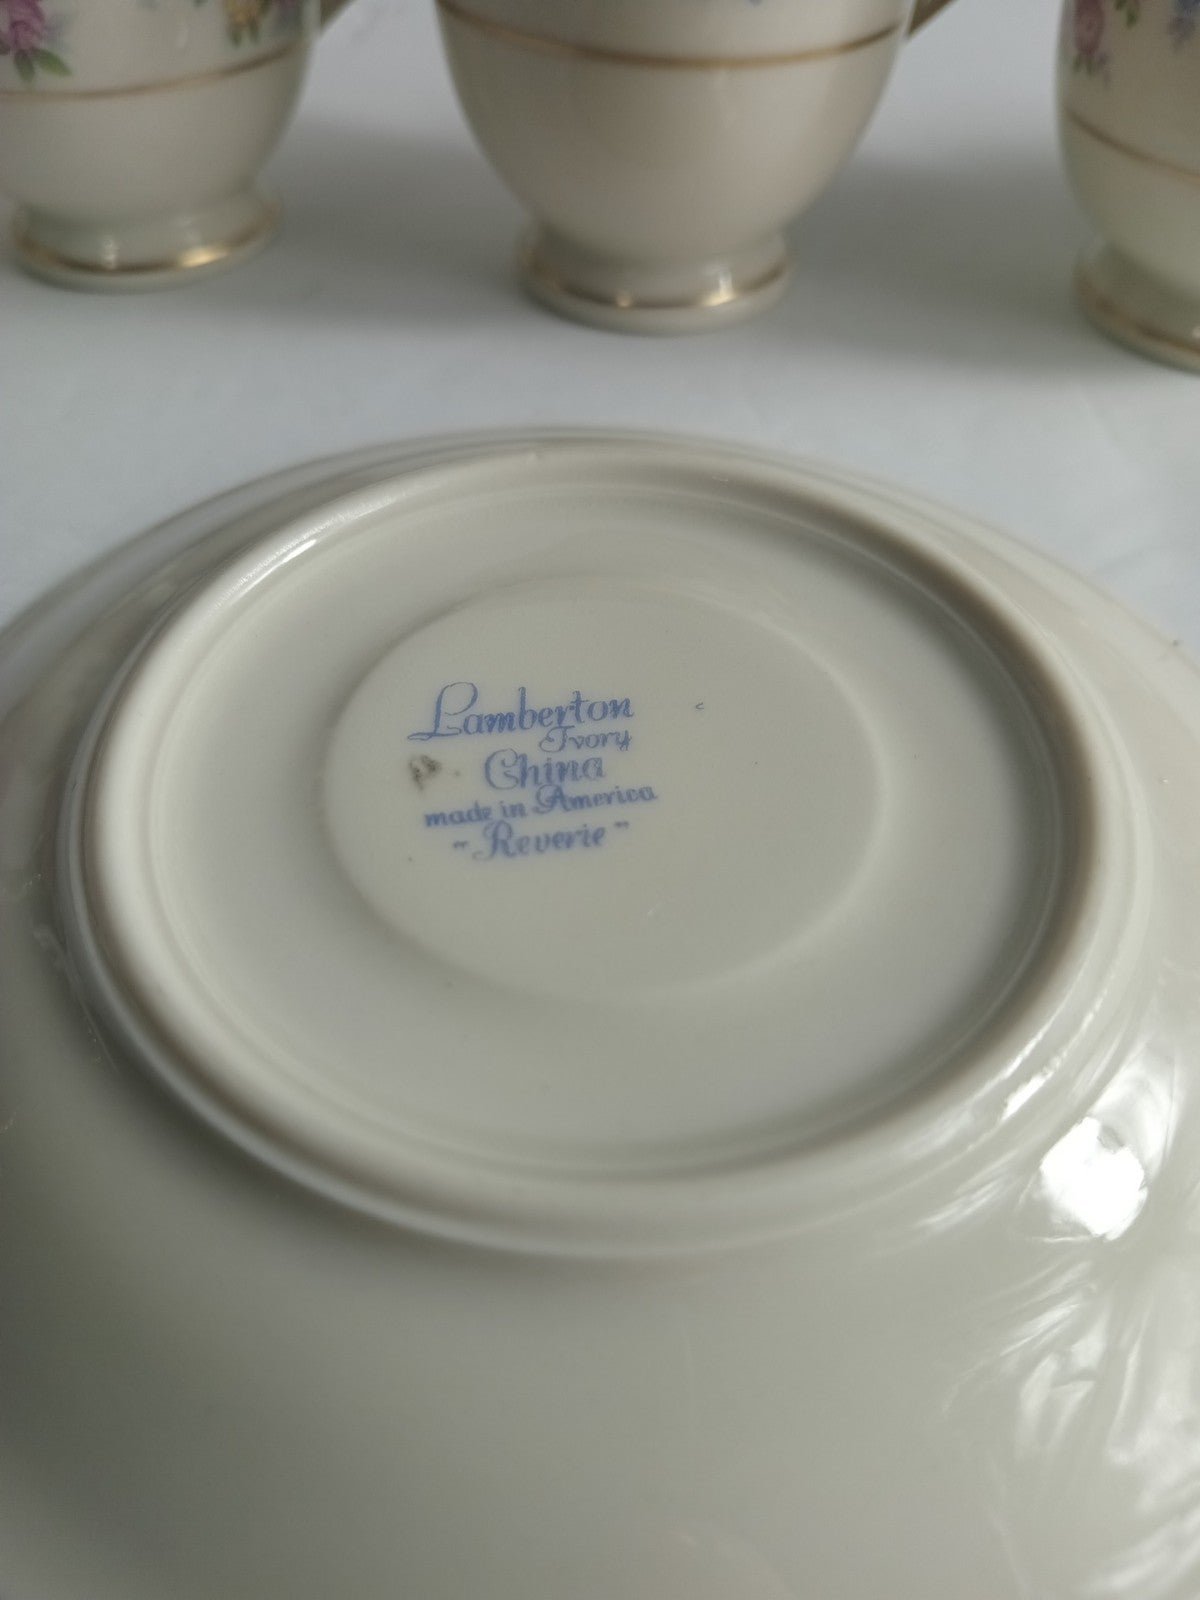 Lamberton
Ivory
China
made in America
"Reverie"